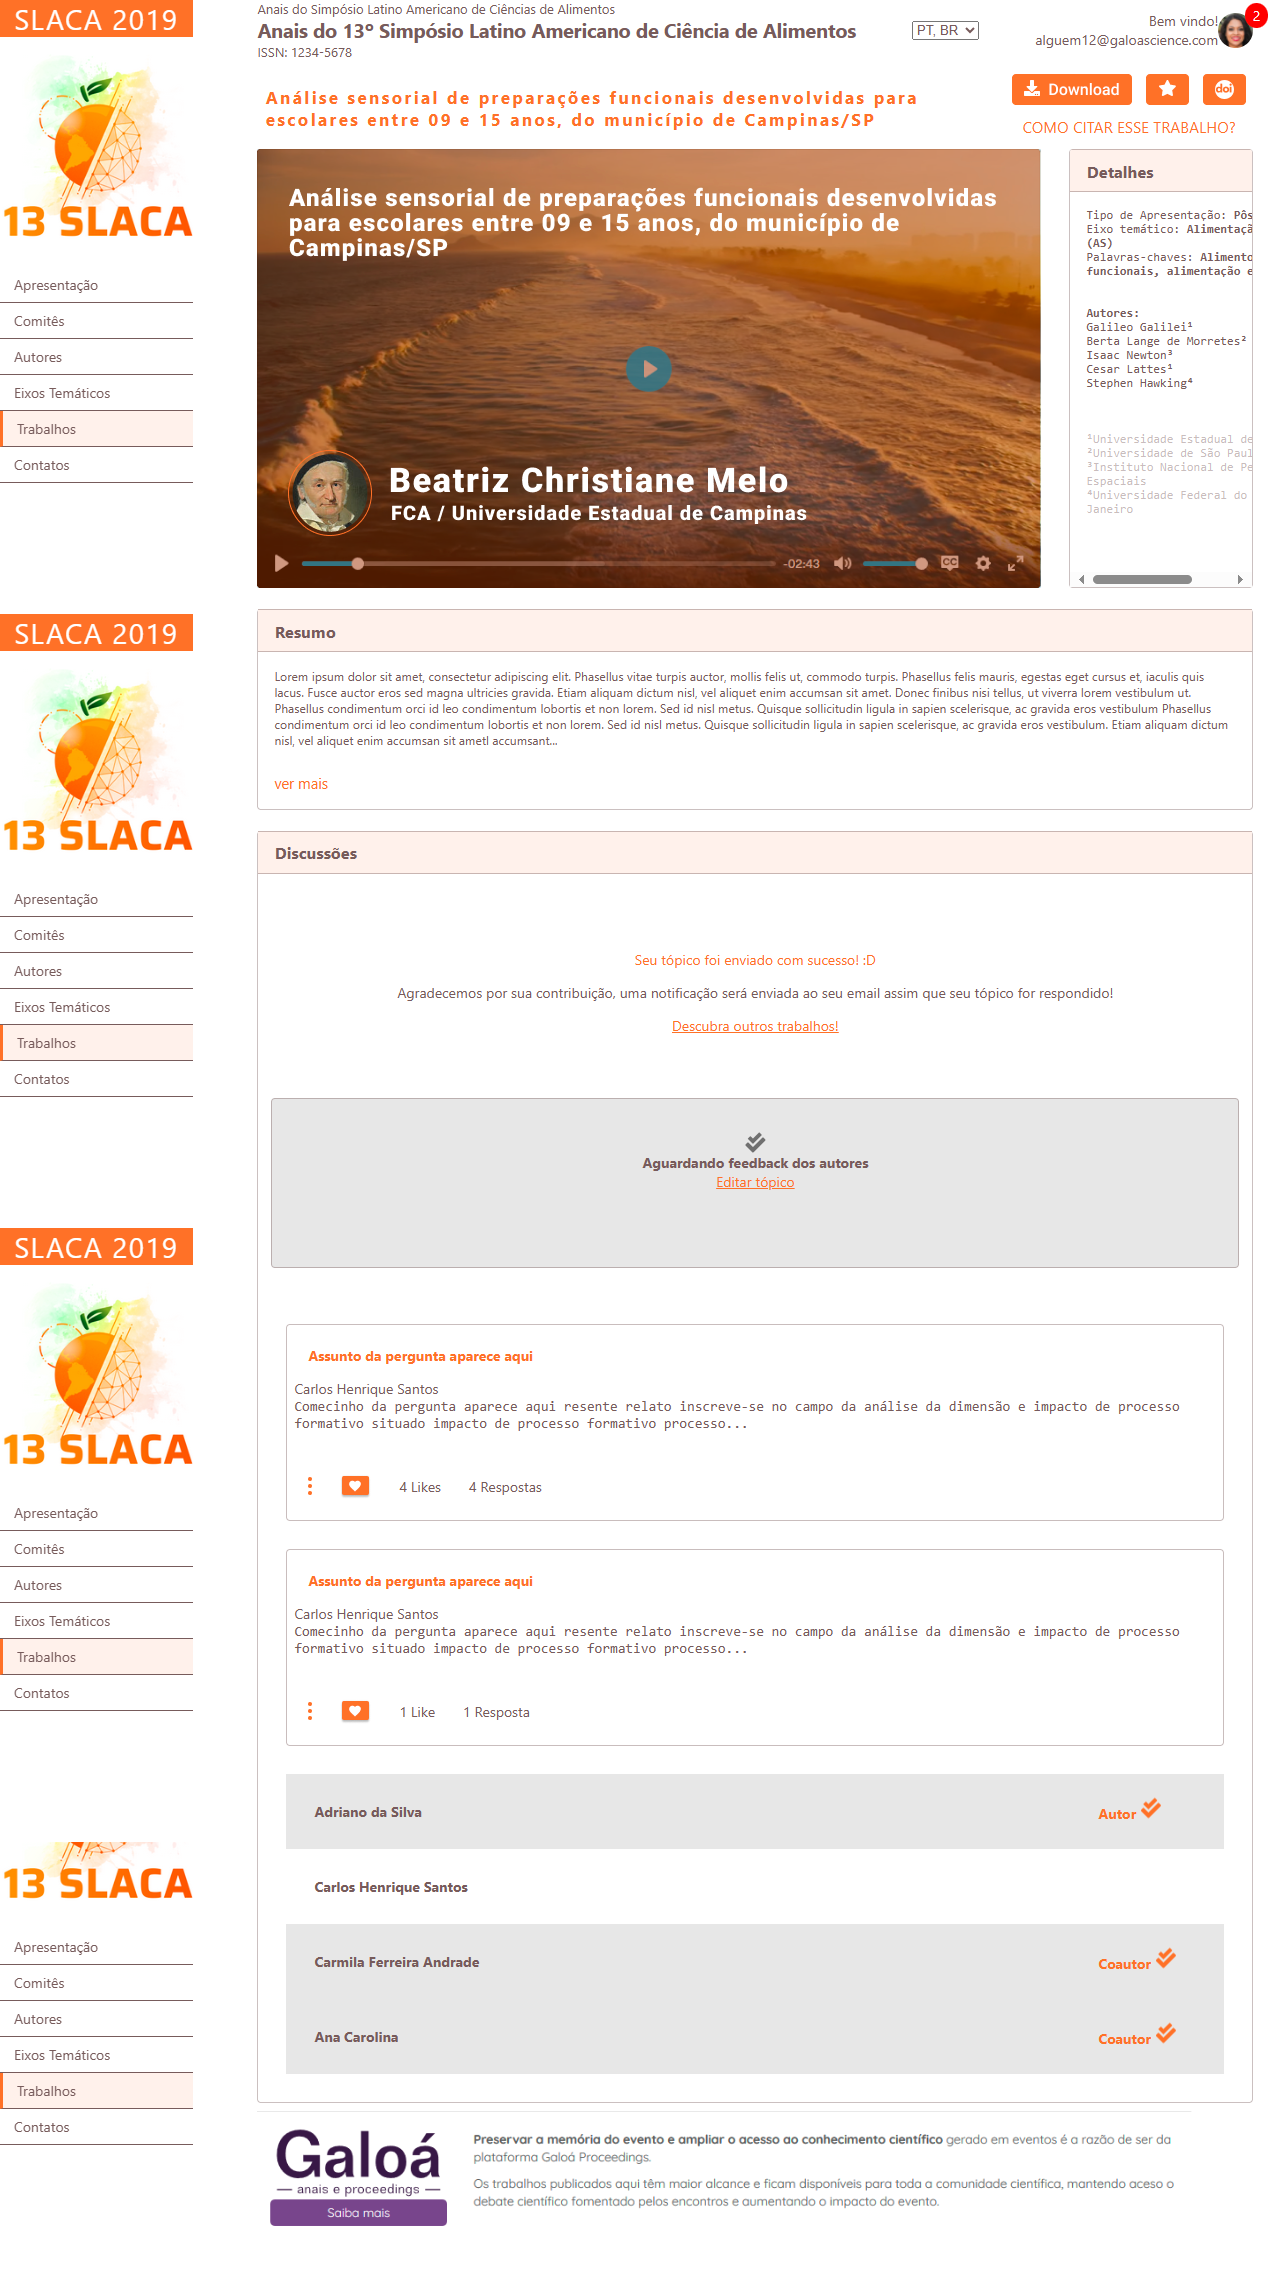 SLACA 2019
13 SLACA
Apresentação
Comitês
Autores
Eixos Temáticos
Trabalhos
Contatos
SLACA 2019
13 SLACA
Apresentação
Comitês
Autores
Eixos Temáticos
Trabalhos
Contatos
SLACA 2019
13 SLACA
Apresentação
Comitês
Autores
Eixos Temáticos
Trabalhos
Contatos
13 SLACA
Apresentação
Comitês
Autores
Eixos Temáticos
Trabalhos
Contatos
Anais do Simpósio Latino Americano de Ciências de Alimentos
Anais do 13º Simpósio Latino Americano de Ciência de Alimentos
ISSN: 1234-5678
PT, BR
Bem vindo!
alguem12@galoascience.com
2
Análise sensorial de preparações funcionais desenvolvidas para
escolares entre 09 e 15 anos, do município de Campinas/SP
Download
doi
COMO CITAR ESSE TRABALHO?
Análise sensorial de preparações funcionais desenvolvidas
para escolares entre 09 e 15 anos, do município de
Campinas/SP
Beatriz Christiane Melo
FCA / Universidade Estadual de Campinas
-02:43
CC
Detalhes
Tipo de Apresentação: Pôs
Eixo temático: Alimentaçã
(AS)
Palavras-chaves: Alimento
funcionais, alimentação e
Autores:
Galileo Galilei¹
Berta Lange de Morretes²
Isaac Newton³
Cesar Lattes¹
Stephen Hawking⁴
¹Universidade Estadual de
²Universidade de São Paul
³Instituto Nacional de Pe
Espaciais
⁴Universidade Federal do
Janeiro
Resumo
Lorem ipsum dolor sit amet, consectetur adipiscing elit. Phasellus vitae turpis auctor, mollis felis ut, commodo turpis. Phasellus felis mauris, egestas eget cursus et, iaculis quis
lacus. Fusce auctor eros sed magna ultricies gravida. Etiam aliquam dictum nisl, vel aliquet enim accumsan sit amet. Donec finibus nisi tellus, ut viverra lorem vestibulum ut.
Phasellus condimentum orci id leo condimentum lobortis et non lorem. Sed id nisl metus. Quisque sollicitudin ligula in sapien scelerisque, ac gravida eros vestibulum Phasellus
condimentum orci id leo condimentum lobortis et non lorem. Sed id nisl metus. Quisque sollicitudin ligula in sapien scelerisque, ac gravida eros vestibulum. Etiam aliquam dictum
nisl, vel aliquet enim accumsan sit ametl accumsant...
ver mais
Discussões
Seu tópico foi enviado com sucesso! :D
Agradecemos por sua contribuição, uma notificação será enviada ao seu email assim que seu tópico for respondido!
Descubra outros trabalhos!
Aguardando feedback dos autores
Editar tópico
Assunto da pergunta aparece aqui
Carlos Henrique Santos
Comecinho da pergunta aparece aqui resente relato inscreve-se no campo da análise da dimensão e impacto de processo
formativo situado impacto de processo formativo processo...
4 Likes 4 Respostas
Assunto da pergunta aparece aqui
Carlos Henrique Santos
Comecinho da pergunta aparece aqui resente relato inscreve-se no campo da análise da dimensão e impacto de processo
formativo situado impacto de processo formativo processo...
1 Like 1 Resposta
Adriano da Silva Autor
Carlos Henrique Santos
Carmila Ferreira Andrade Coautor
Ana Carolina Coautor
Galoá
anais e proceedings
Saiba mais
Preservar a memória do evento e ampliar o acesso ao conhecimento científico gerado em eventos é a razão de ser da
plataforma Galoá Proceedings.
Os trabalhos publicados aqui têm maior alcance e ficam disponíveis para toda a comunidade científica, mantendo aceso o
debate científico fomentado pelos encontros e aumentando o impacto do evento.